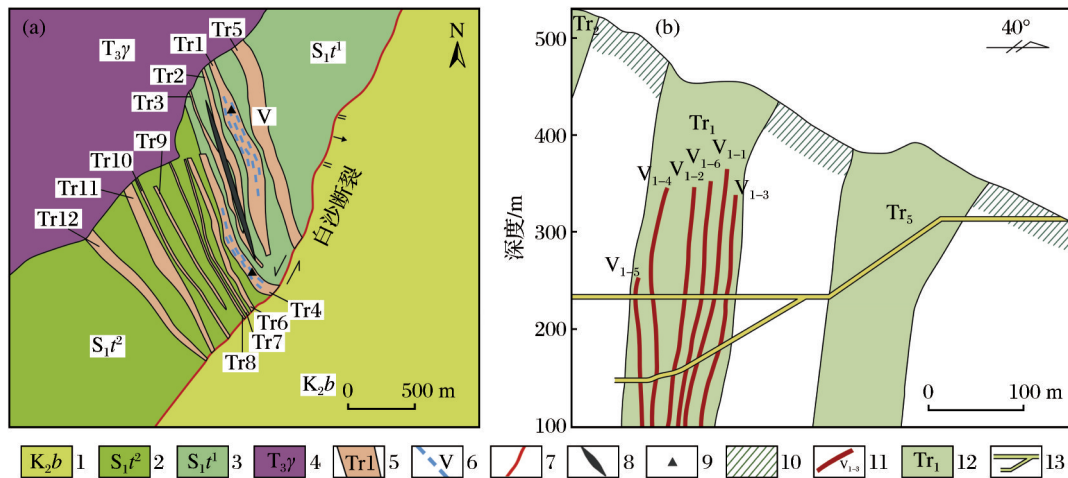 (a)
T₃γ
Tr5
Tr1
Tr2
Tr3
S₁t¹
N
V
Tr9
Tr10
Tr11
Tr12
白沙断裂
Tr4
Tr6
Tr7
Tr8
S₁t²
K₂b
0 500 m
(b)
40°
深度/m
500
400
300
200
100
Tr₂
Tr₁
V₁₋₁
V₁₋₆
V₁₋₂
V₁₋₄
V₁₋₃
V₁₋₅
Tr₅
0 100 m
K₂b 1 S₁t² 2 S₁t¹ 3 T₃γ 4 Tr1 5 V 6 7 8 9 10 V₁₋₃ 11 Tr₁ 12 13